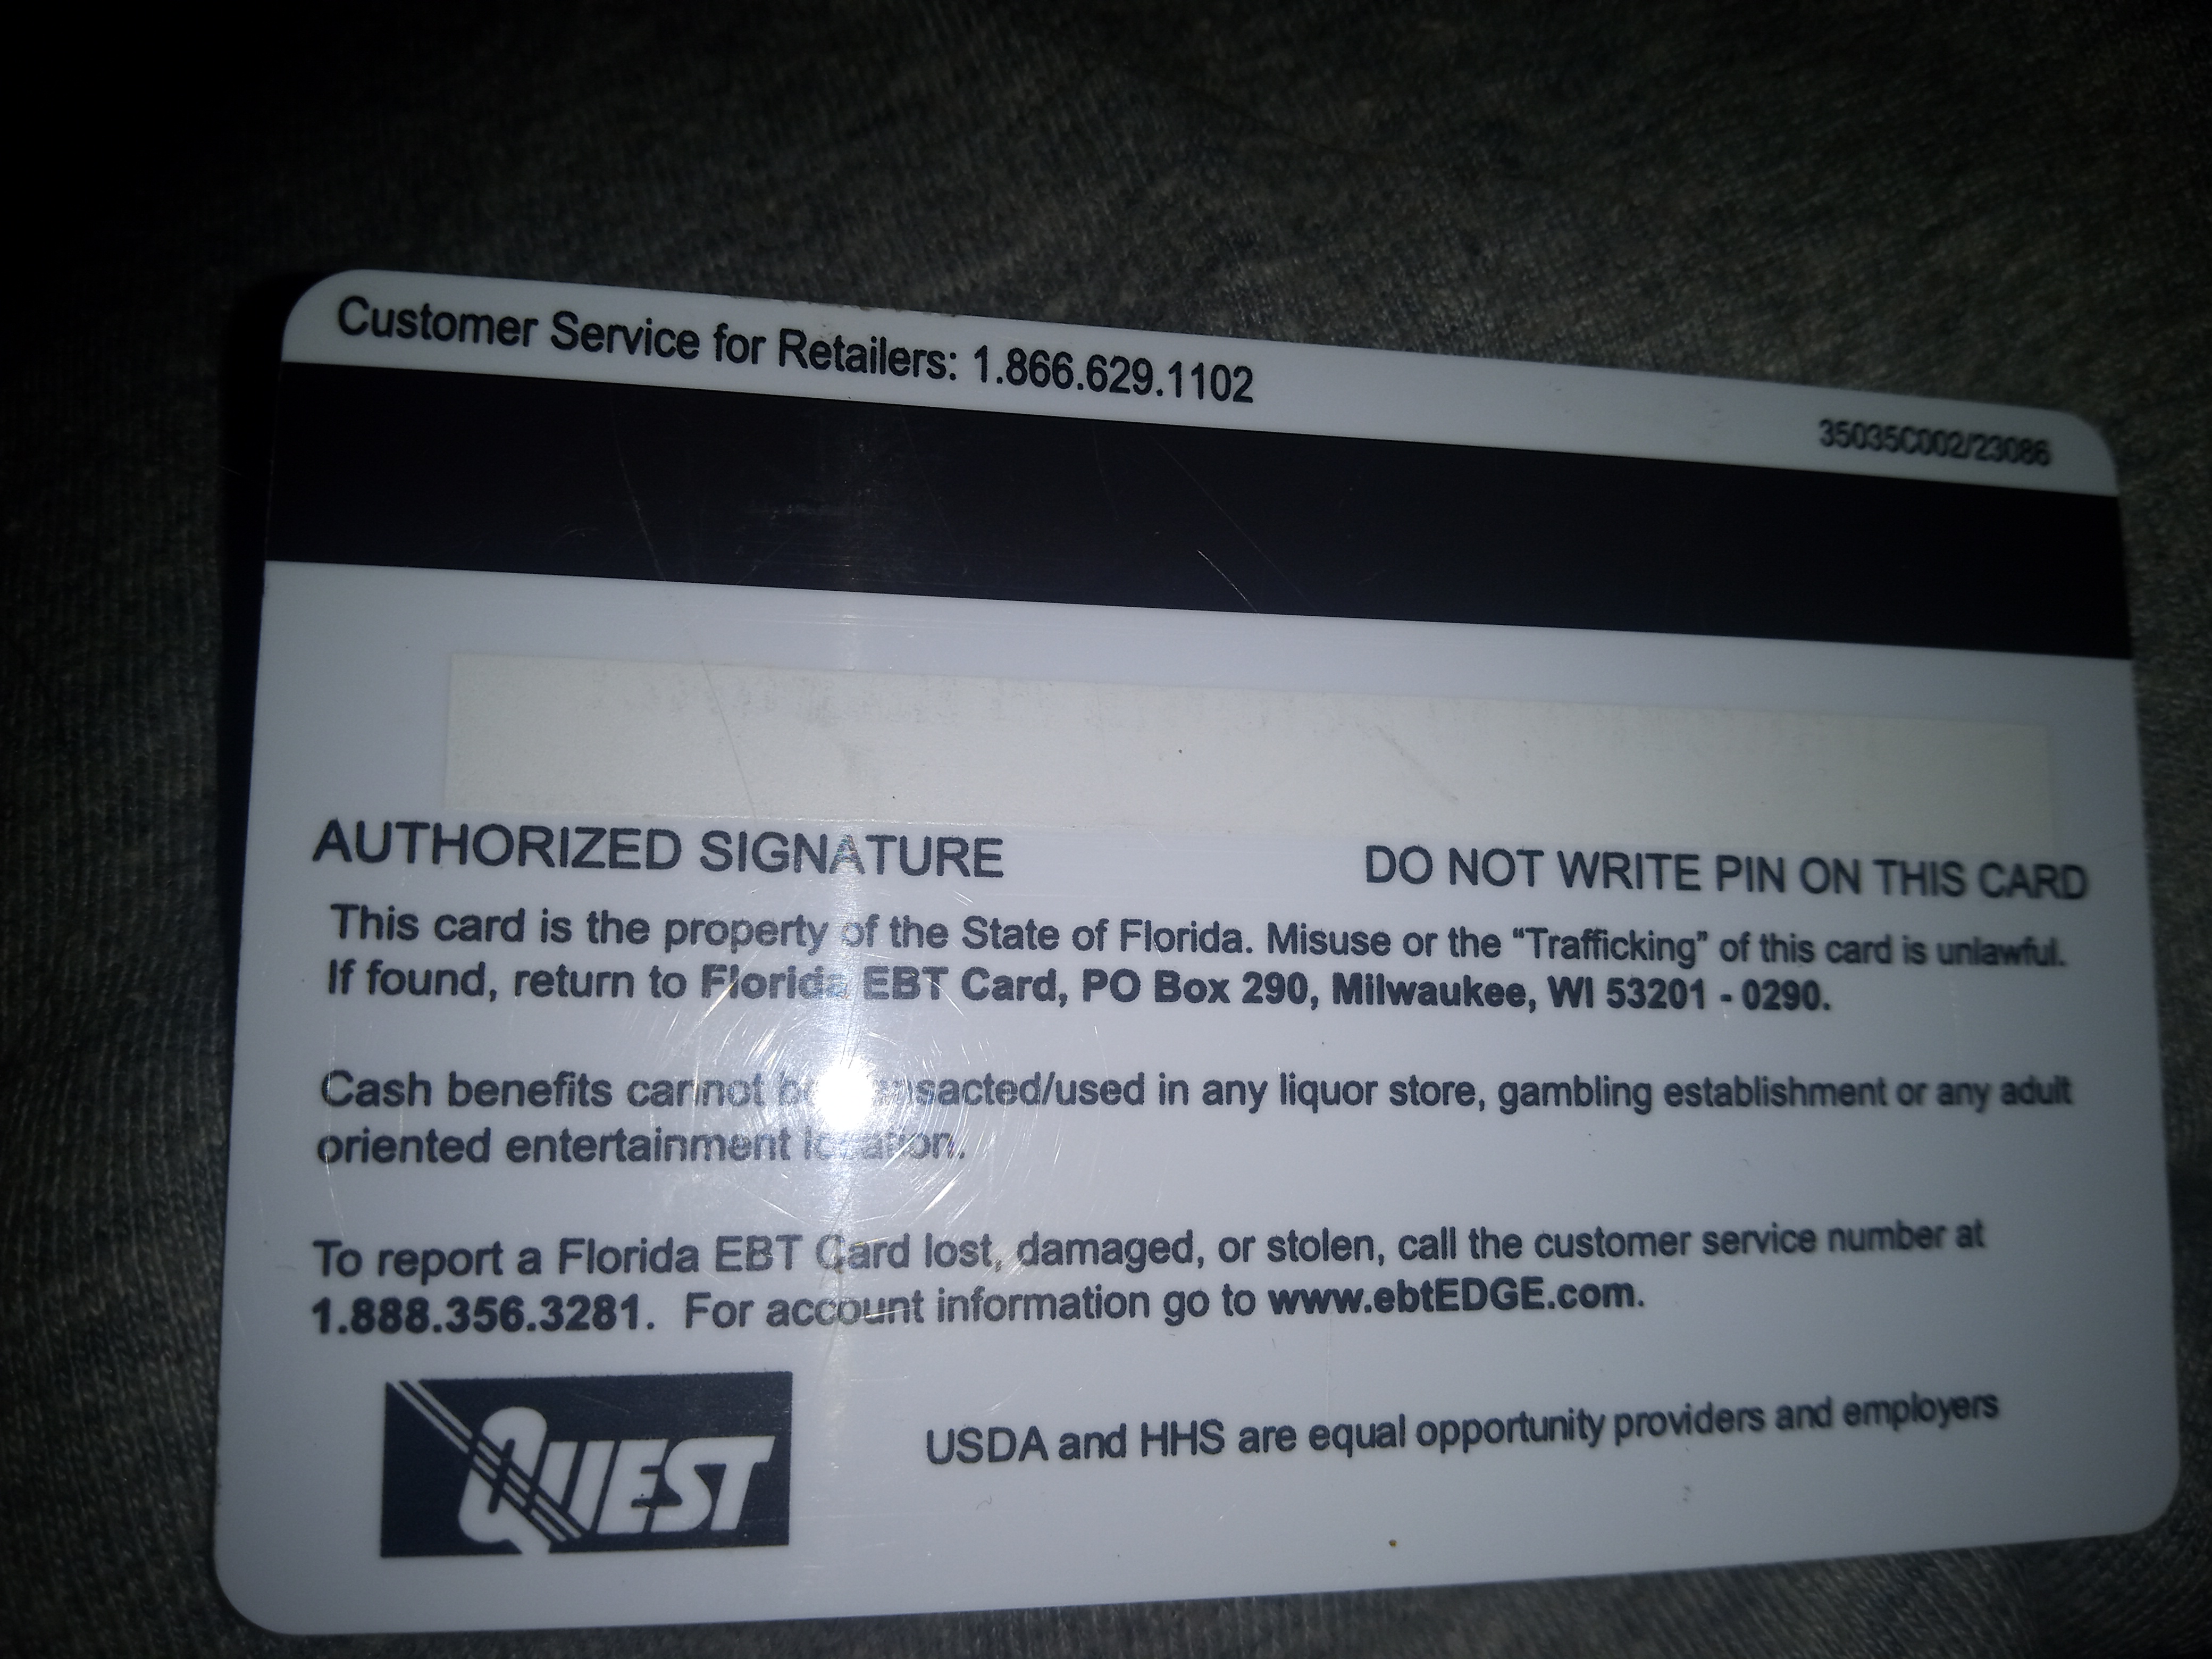 Customer Service for Retailers: 1.866.629.1102
35035C002/23086
AUTHORIZED SIGNATURE
DO NOT WRITE PIN ON THIS CARD
This card is the property of the State of Florida. Misuse or the “Trafficking” of this card is unlawful.
If found, return to Florida EBT Card, PO Box 290, Milwaukee, WI 53201 - 0290.
Cash benefits cannot in any liquor store, gambling establishment or any adult
oriented entertainment location.
To report a Florida EBT Card lost, damaged, or stolen, call the customer service number at
1.888.356.3281. For account information go to www.ebtEDGE.com.
QUEST
USDA and HHS are equal opportunity providers and employers